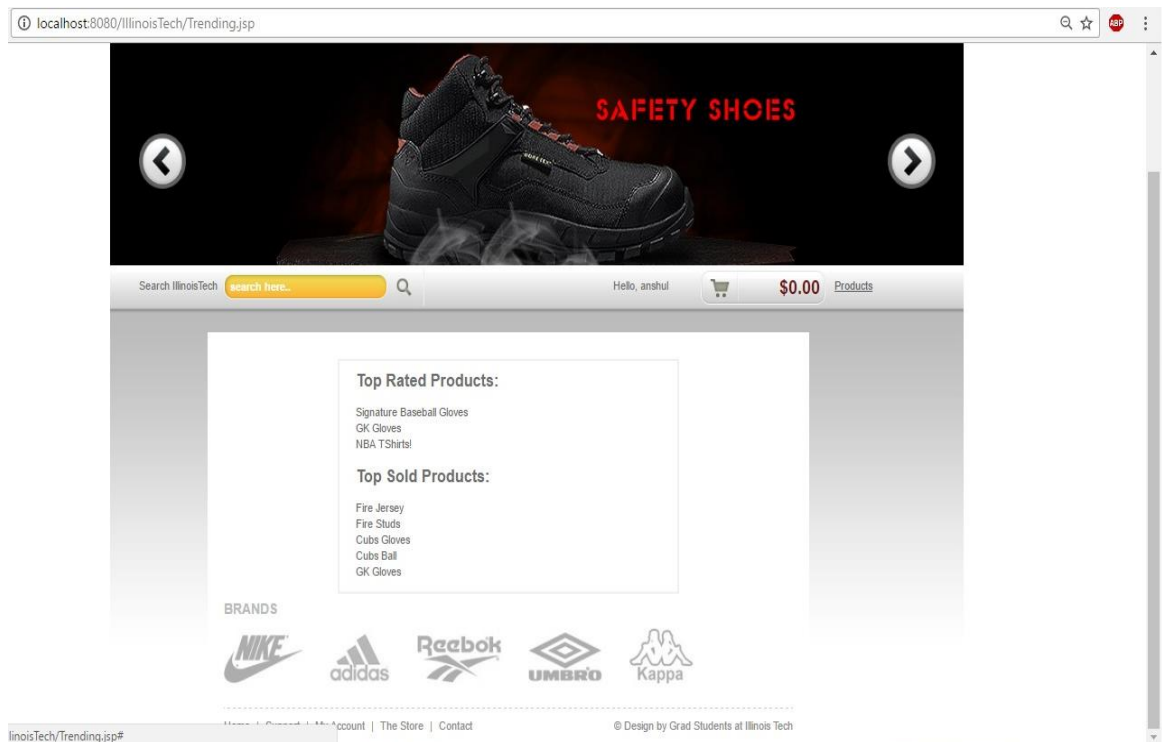 localhost:8080/IllinoisTech/Trending.jsp
ABP
SAFETY SHOES
GORE-TEX
Search IllinoisTech
search here..
Hello, anshul
$0.00
Products
Top Rated Products:
Signature Baseball Gloves
GK Gloves
NBA TShirts!
Top Sold Products:
Fire Jersey
Fire Studs
Cubs Gloves
Cubs Ball
GK Gloves
BRANDS
NIKE
adidas
Reebok
UMBRO
Kappa
Home | Support | My Account | The Store | Contact
© Design by Grad Students at Illinois Tech
linoisTech/Trending.jsp#